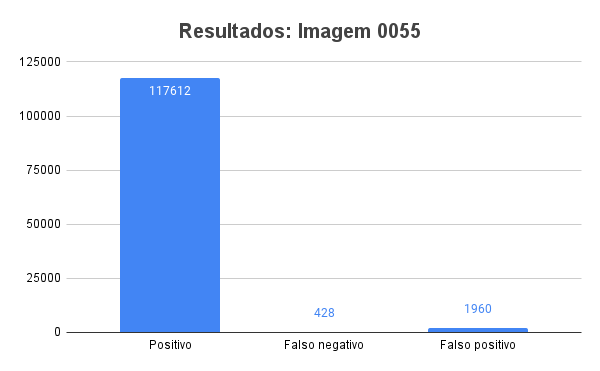 Resultados: Imagem 0055
125000
100000
75000
50000
25000
0
117612
428
1960
Positivo
Falso negativo
Falso positivo